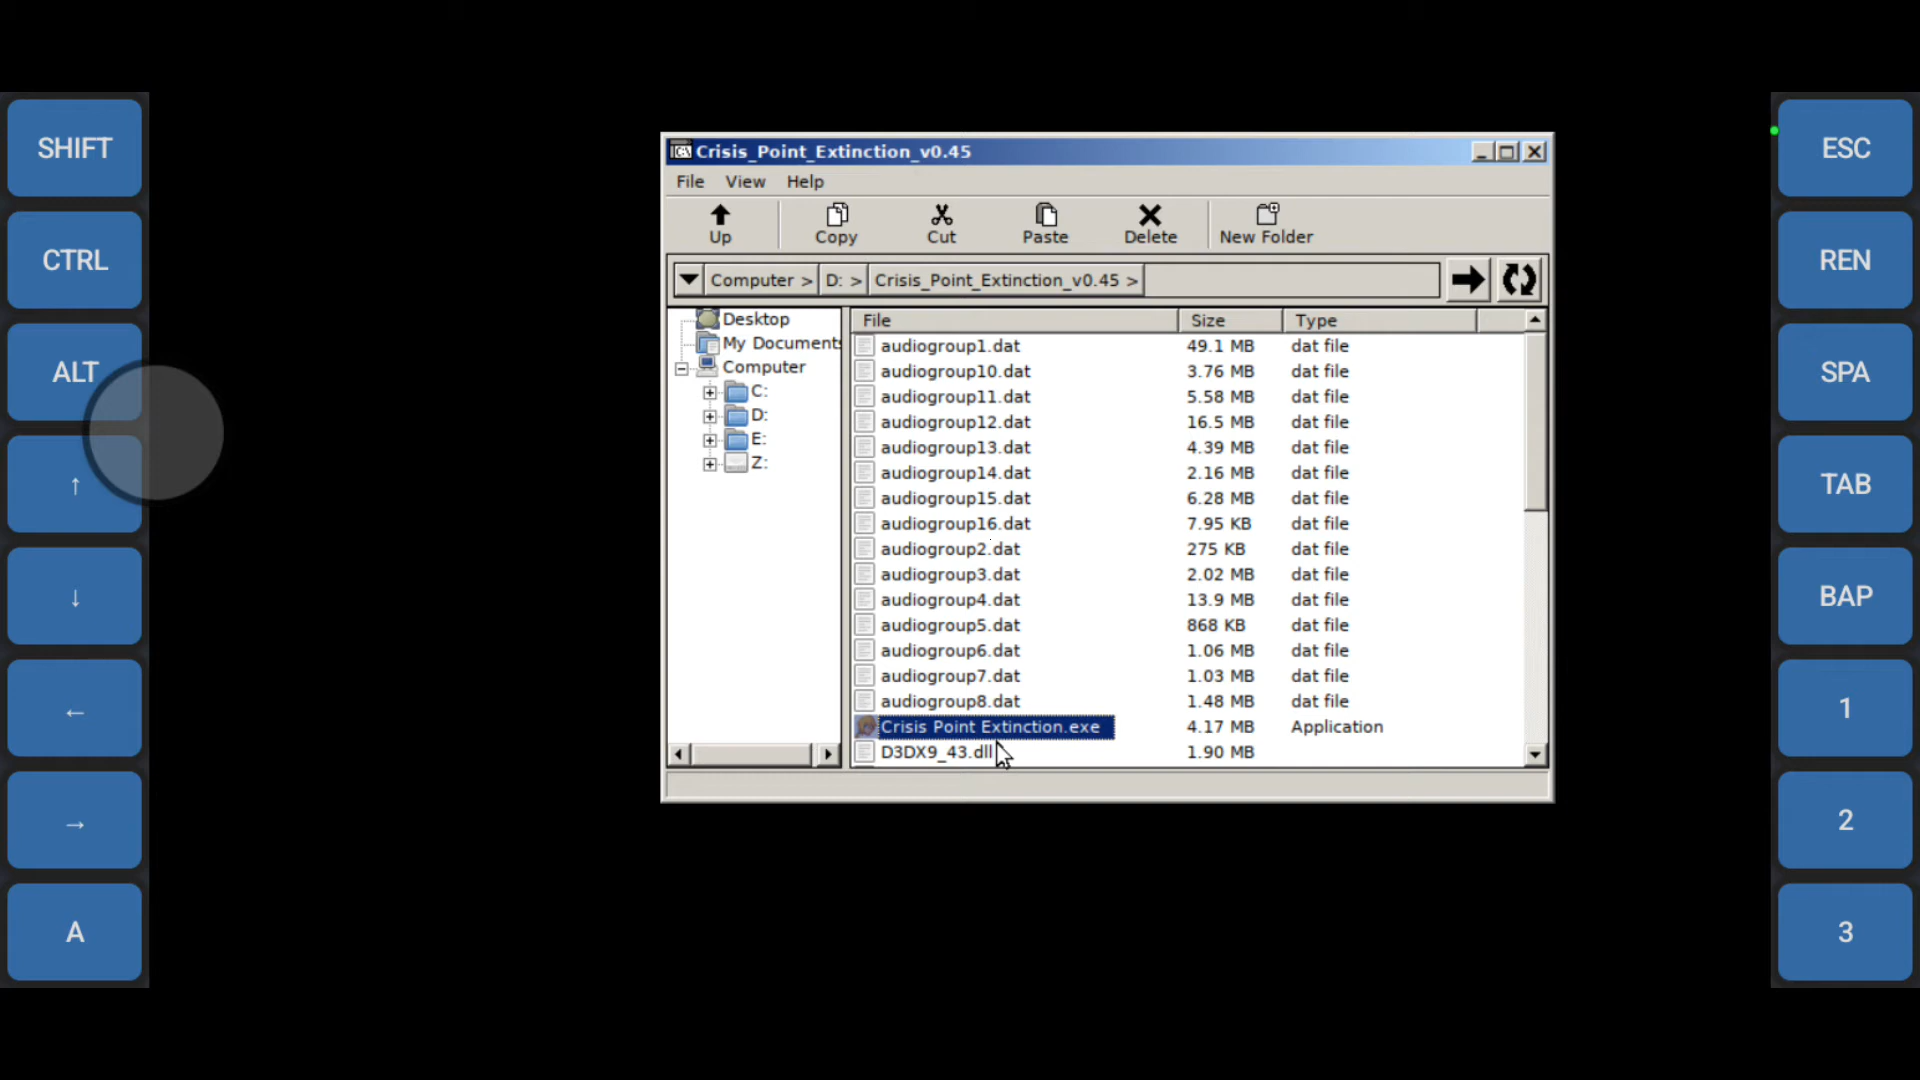 SHIFT
CTRL
ALT
↑
↓
←
→
A
Crisis_Point_Extinction_v0.45
File View Help
Up Copy Cut Paste Delete New Folder
Computer > D: > Crisis_Point_Extinction_v0.45 >
Desktop
My Documents
Computer
C:
D:
E:
Z:
File Size Type
audiogroup1.dat 49.1 MB dat file
audiogroup10.dat 3.76 MB dat file
audiogroup11.dat 5.58 MB dat file
audiogroup12.dat 16.5 MB dat file
audiogroup13.dat 4.39 MB dat file
audiogroup14.dat 2.16 MB dat file
audiogroup15.dat 6.28 MB dat file
audiogroup16.dat 7.95 KB dat file
audiogroup2.dat 275 KB dat file
audiogroup3.dat 2.02 MB dat file
audiogroup4.dat 13.9 MB dat file
audiogroup5.dat 868 KB dat file
audiogroup6.dat 1.06 MB dat file
audiogroup7.dat 1.03 MB dat file
audiogroup8.dat 1.48 MB dat file
Crisis Point Extinction.exe 4.17 MB Application
D3DX9_43.dll 1.90 MB
ESC
REN
SPA
TAB
BAP
1
2
3